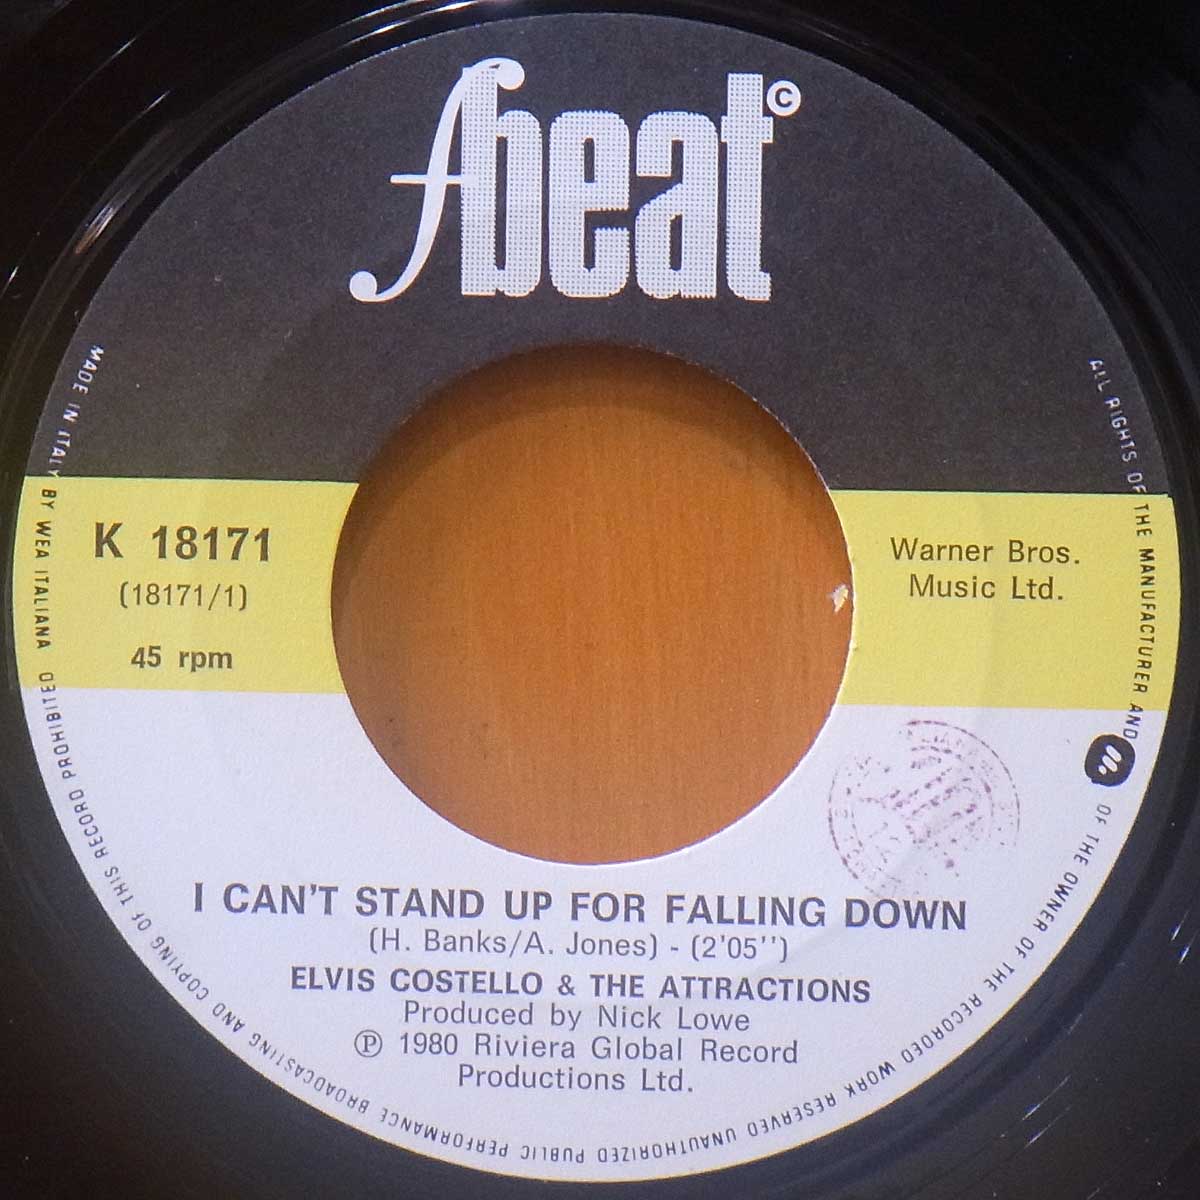 fbeat ©
K 18171
(18171/1)
45 rpm
Warner Bros.
Music Ltd.
I CAN'T STAND UP FOR FALLING DOWN
(H. Banks/A. Jones) - (2'05'')
ELVIS COSTELLO & THE ATTRACTIONS
Produced by Nick Lowe
℗ 1980 Riviera Global Record
Productions Ltd.
MADE IN ITALY BY WEA ITALIANA
ALL RIGHTS OF THE MANUFACTURER AND OF THE OWNER OF THE RECORDED WORK RESERVED UNAUTHORIZED PUBLIC PERFORMANCE BROADCASTING AND COPYING OF THIS RECORD PROHIBITED